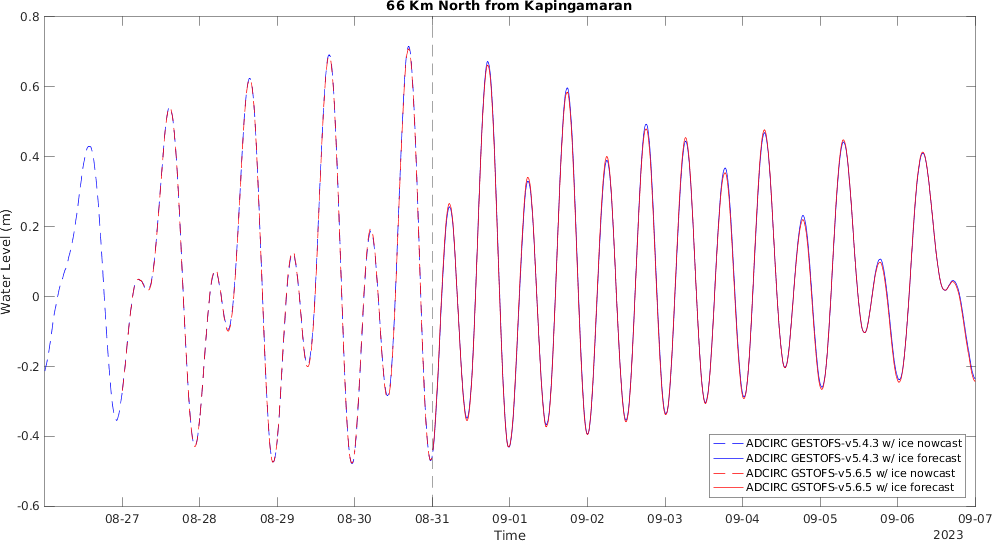 66 Km North from Kapingamaran
Water Level (m)
0.8
0.6
0.4
0.2
0
-0.2
-0.4
-0.6
ADCIRC GESTOFS-v5.4.3 w/ ice nowcast
ADCIRC GESTOFS-v5.4.3 w/ ice forecast
ADCIRC GSTOFS-v5.6.5 w/ ice nowcast
ADCIRC GSTOFS-v5.6.5 w/ ice forecast
08-27 08-28 08-29 08-30 08-31 09-01 09-02 09-03 09-04 09-05 09-06 09-07
Time
2023